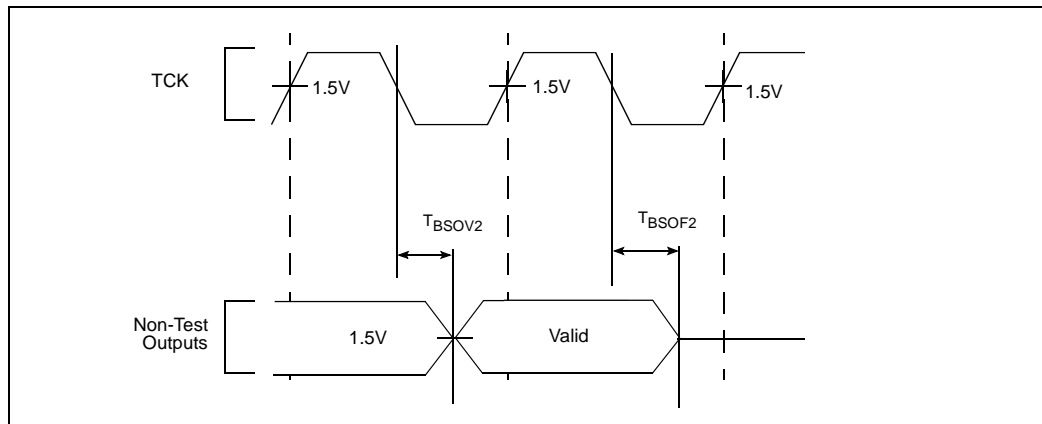 TCK
1.5V
1.5V
1.5V
TBSOV2
TBSOF2
Non-Test
Outputs
1.5V
Valid